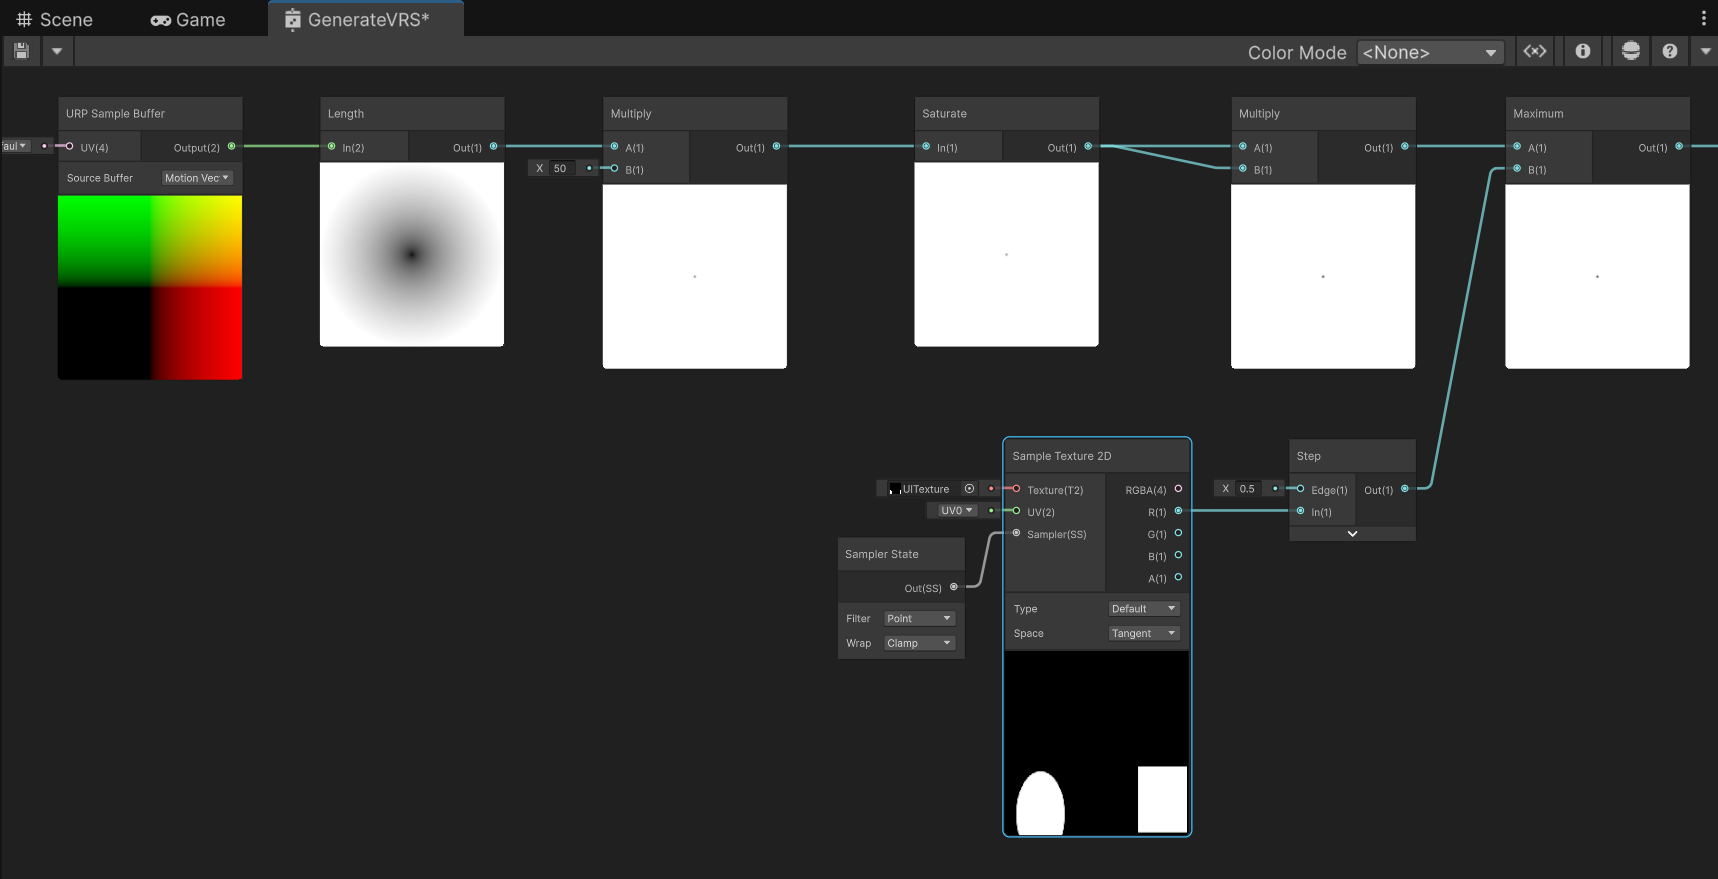 Scene
Game
GenerateVRS*
Color Mode
<None>
URP Sample Buffer
faul
UV(4)
Output(2)
Source Buffer
Motion Vec
Length
In(2)
Out(1)
Multiply
X 50
A(1)
Out(1)
B(1)
Saturate
In(1)
Out(1)
Multiply
A(1)
Out(1)
B(1)
Maximum
A(1)
Out(1)
B(1)
Sample Texture 2D
UITexture
Texture(T2)
RGBA(4)
UV0
UV(2)
R(1)
Sampler(SS)
G(1)
B(1)
A(1)
Type
Default
Space
Tangent
Sampler State
Out(SS)
Filter
Point
Wrap
Clamp
Step
X 0.5
Edge(1)
Out(1)
In(1)